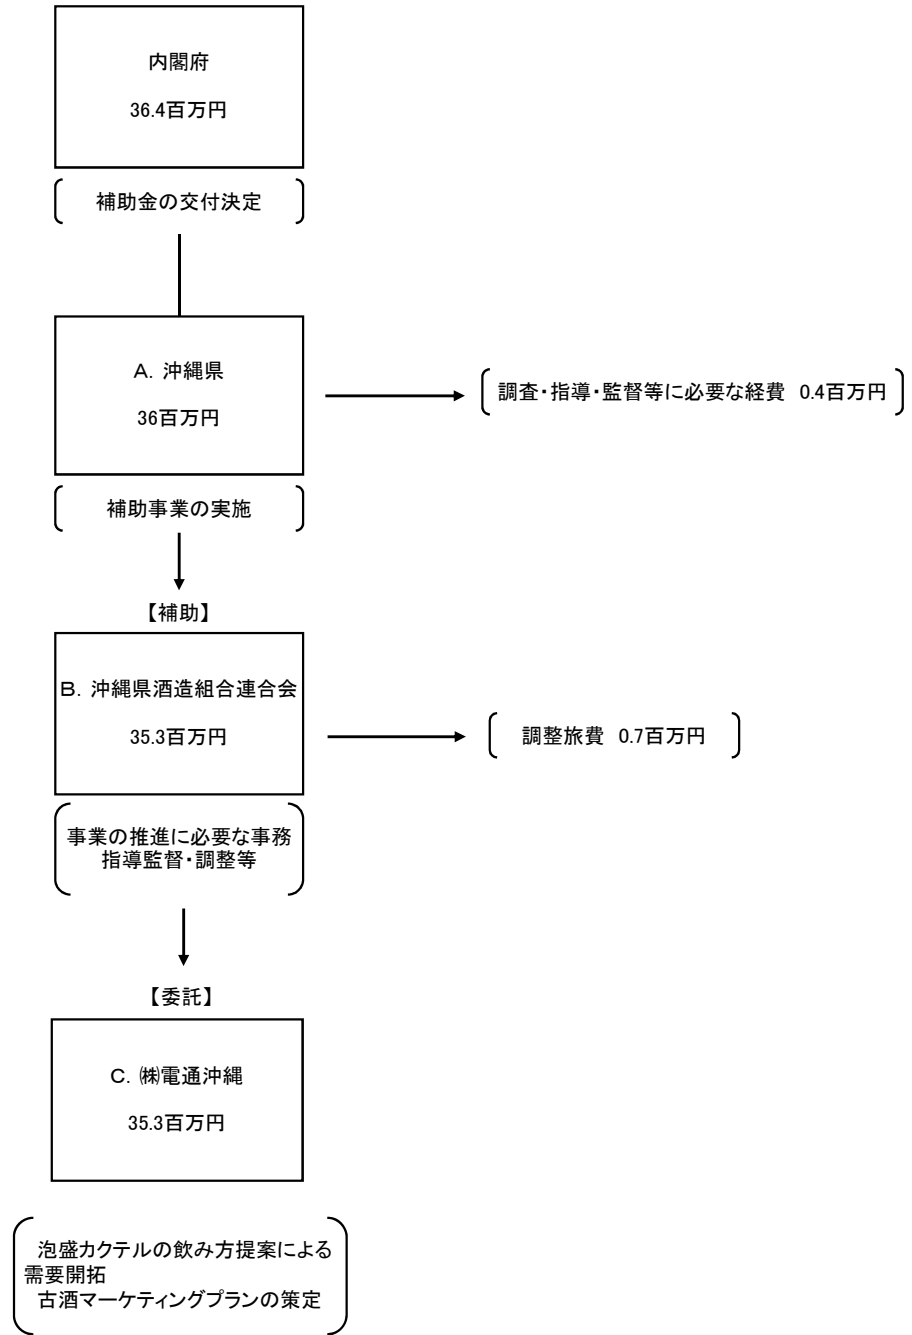 内閣府
36.4百万円
補助金の交付決定
A. 沖縄県
36百万円
調査・指導・監督等に必要な経費 0.4百万円
補助事業の実施
【補助】
B. 沖縄県酒造組合連合会
35.3百万円
調整旅費 0.7百万円
事業の推進に必要な事務
指導監督・調整等
【委託】
C. ㈱電通沖縄
35.3百万円
泡盛カクテルの飲み方提案による
需要開拓
古酒マーケティングプランの策定